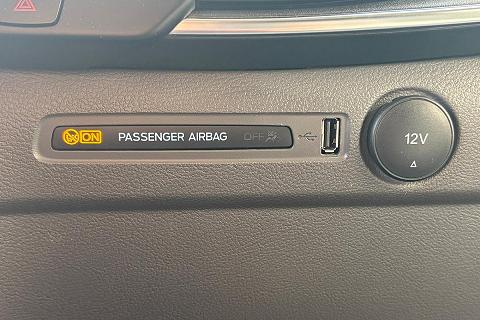 ON PASSENGER AIRBAG OFF
12V